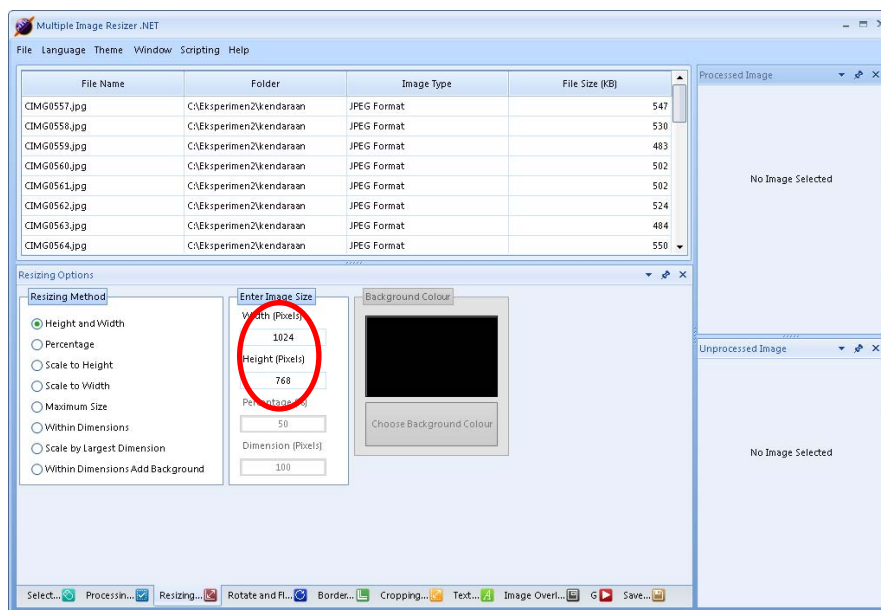 Multiple Image Resizer .NET
File Language Theme Window Scripting Help
File Name Folder Image Type File Size (KB)
CIMG0557.jpg C:\Eksperimen2\kendaraan JPEG Format 547
CIMG0558.jpg C:\Eksperimen2\kendaraan JPEG Format 530
CIMG0559.jpg C:\Eksperimen2\kendaraan JPEG Format 483
CIMG0560.jpg C:\Eksperimen2\kendaraan JPEG Format 502
CIMG0561.jpg C:\Eksperimen2\kendaraan JPEG Format 502
CIMG0562.jpg C:\Eksperimen2\kendaraan JPEG Format 524
CIMG0563.jpg C:\Eksperimen2\kendaraan JPEG Format 484
CIMG0564.jpg C:\Eksperimen2\kendaraan JPEG Format 550
Processed Image
No Image Selected
Resizing Options
Resizing Method
Height and Width
Percentage
Scale to Height
Scale to Width
Maximum Size
Within Dimensions
Scale by Largest Dimension
Within Dimensions Add Background
Enter Image Size
Width (Pixels)
1024
Height (Pixels)
768
Percentage (%)
50
Dimension (Pixels)
100
Background Colour
Choose Background Colour
Unprocessed Image
No Image Selected
Select... Processin... Resizing... Rotate and Fl... Border... Cropping... Text... Image Overl... G Save...